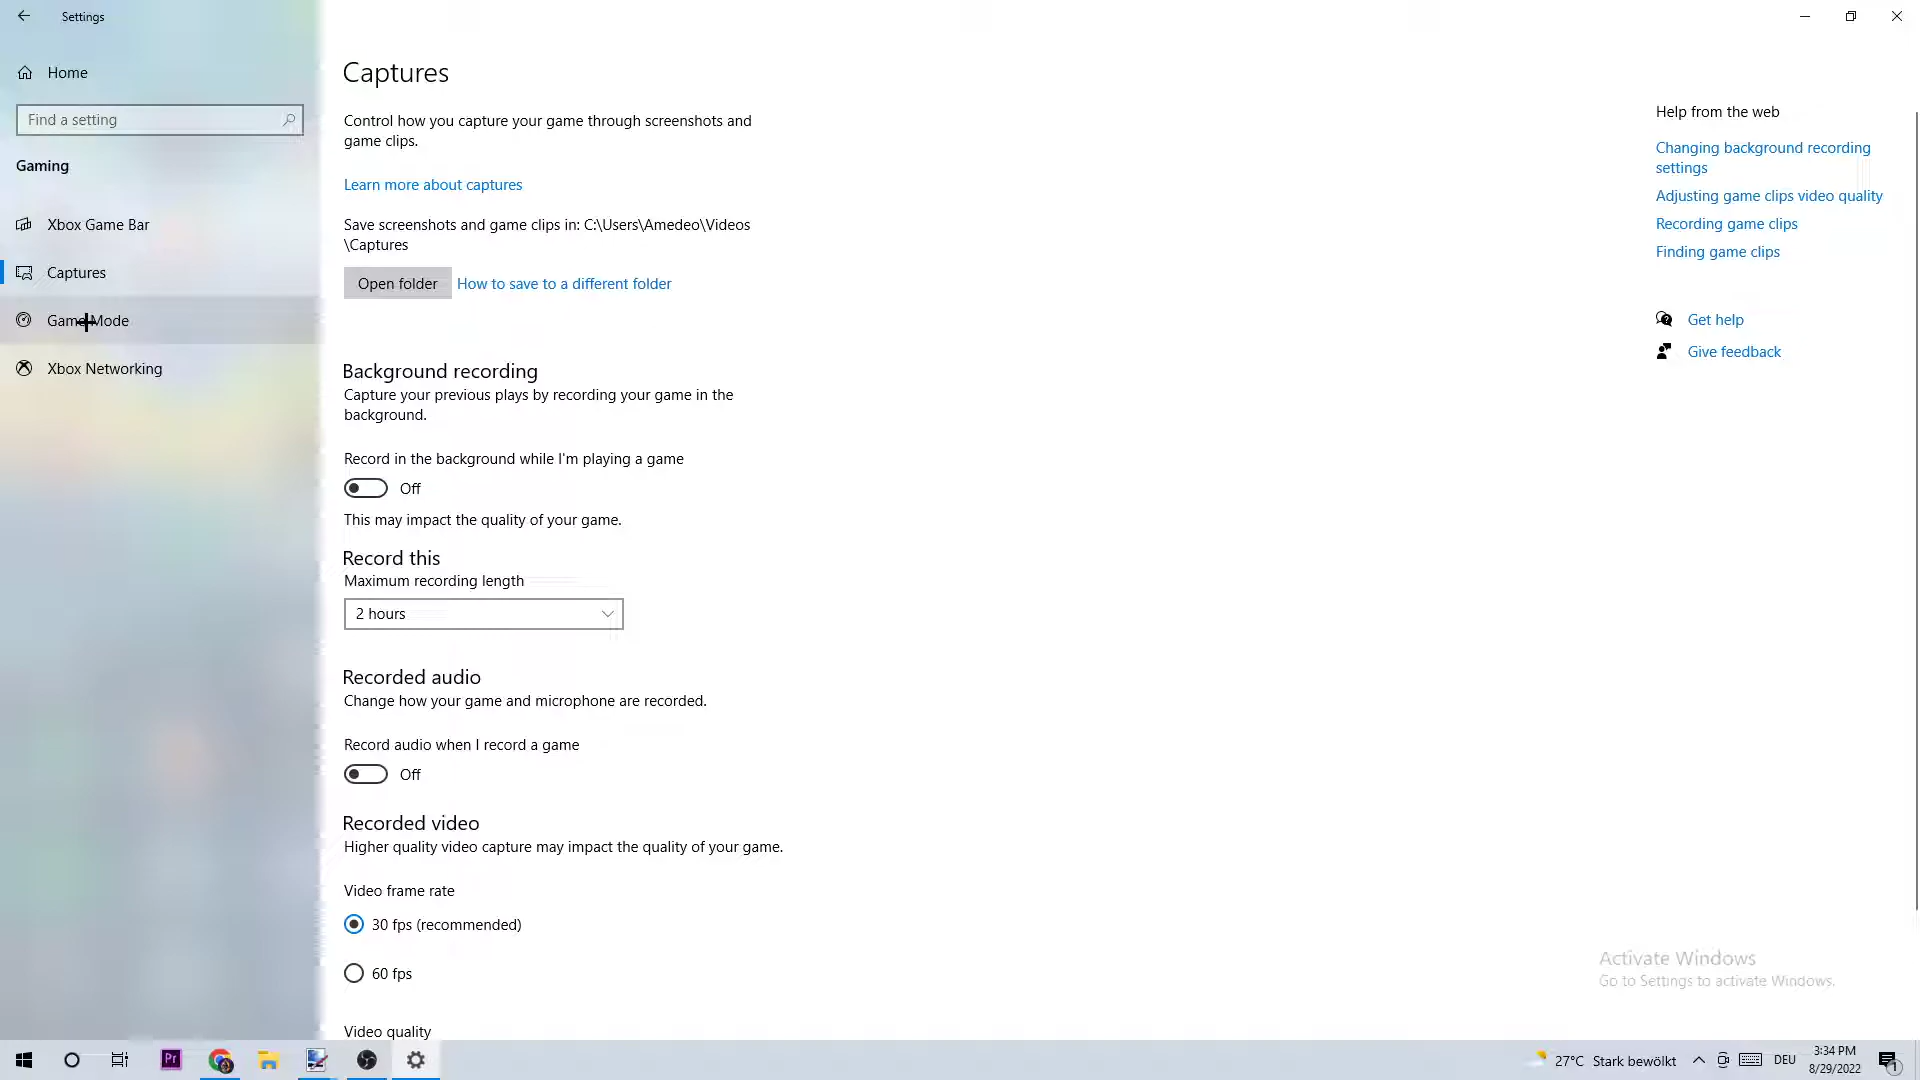 Settings
Home
Find a setting
Gaming
Xbox Game Bar
Captures
Game Mode
Xbox Networking
Captures
Control how you capture your game through screenshots and
game clips.
Learn more about captures
Save screenshots and game clips in: C:\Users\Amedeo\Videos
\Captures
Open folder
How to save to a different folder
Background recording
Capture your previous plays by recording your game in the
background.
Record in the background while I'm playing a game
Off
This may impact the quality of your game.
Record this
Maximum recording length
2 hours
Recorded audio
Change how your game and microphone are recorded.
Record audio when I record a game
Off
Recorded video
Higher quality video capture may impact the quality of your game.
Video frame rate
30 fps (recommended)
60 fps
Video quality
Help from the web
Changing background recording
settings
Adjusting game clips video quality
Recording game clips
Finding game clips
Get help
Give feedback
Activate Windows
Go to Settings to activate Windows.
Pr
27°C Stark bewölkt
DEU
3:34 PM
8/29/2022
1